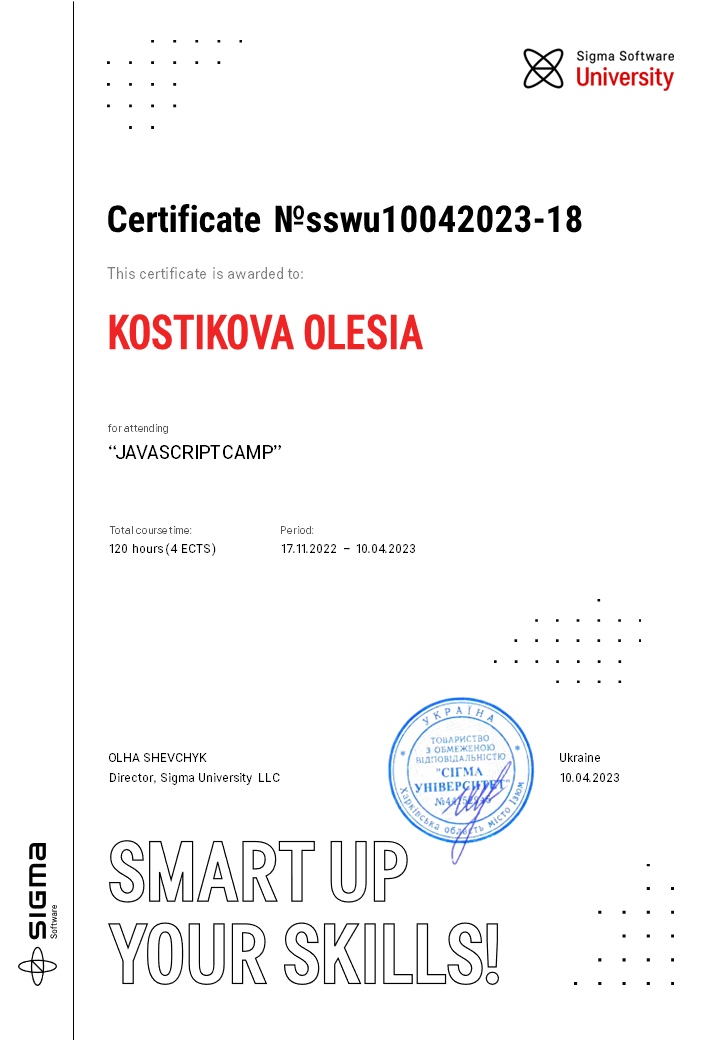 Sigma Software
University
Certificate №sswu10042023-18
This certificate is awarded to:
KOSTIKOVA OLESIA
for attending
“JAVASCRIPT CAMP”
Total course time:
Period:
120 hours (4 ECTS)
17.11.2022 – 10.04.2023
УКРАЇНА
ТОВАРИСТВО
З ОБМЕЖЕНОЮ
ВІДПОВІДАЛЬНІСТЮ
"СІГМА
УНІВЕРСИТЕТ"
Харківська область місто Ізюм
OLHA SHEVCHYK
Director, Sigma University LLC
Ukraine
10.04.2023
SMART UP
YOUR SKILLS!
SIGMA
Software